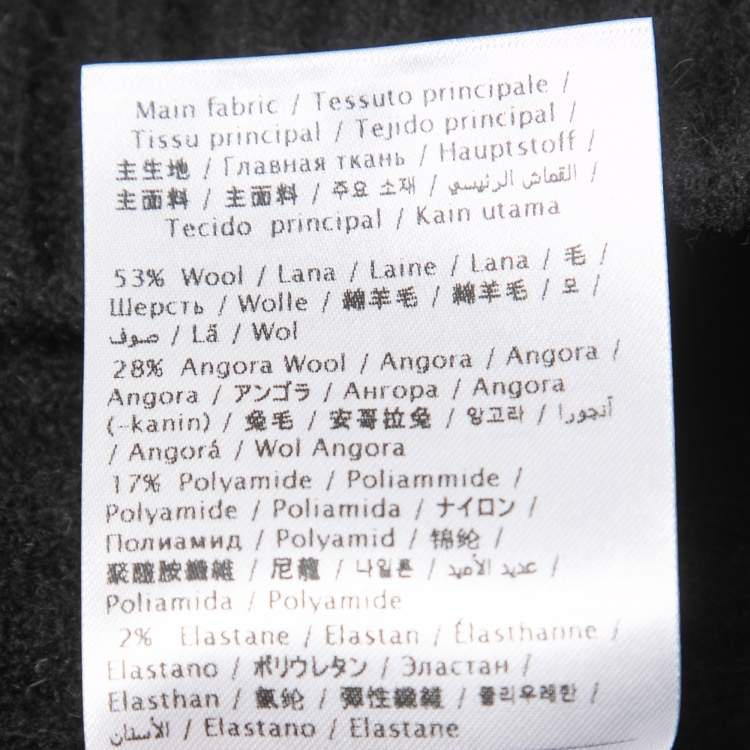 Main fabric / Tessuto principale /
Tissu principal / Tejido principal /
主生地 / Главная ткань / Hauptstoff /
主面料 / 主面料 / 주요 소재 / القماش الرئيسي /
Tecido principal / Kain utama
53% Wool / Lana / Laine / Lana / 毛 /
Шерсть / Wolle / 綿羊毛 / 綿羊毛 / 모 /
صوف / Lã / Wol
28% Angora Wool / Angora / Angora /
Angora / アンゴラ / Ангора / Angora
(-kanin) / 兔毛 / 安哥拉兔 / 앙고라 / أنجورا
/ Angorá / Wol Angora
17% Polyamide / Poliammide /
Polyamide / Poliamida / ナイロン /
Полиамид / Polyamid / 锦纶 /
聚醯胺纖維 / 尼龍 / 나일론 / عديد الأميد /
Poliamida / Polyamide
2% Elastane / Elastan / Élasthanne /
Elastano / ポリウレタン / Эластан /
Elasthan / 氨纶 / 彈性纖維 / 폴리우레탄 /
الأسفان / Elastano / Elastane